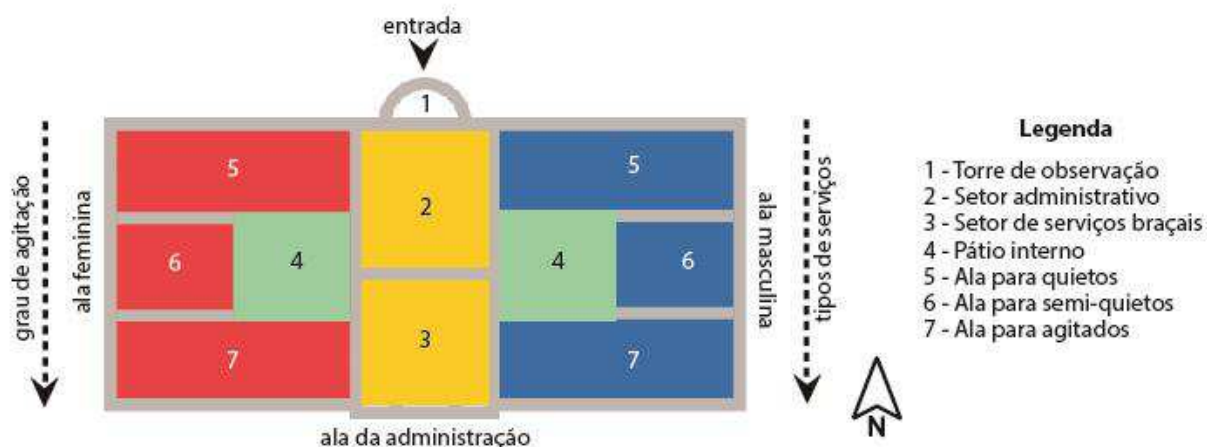 entrada
1
grau de agitação
ala feminina
5
6
4
7
2
3
5
4
6
7
ala masculina
tipos de serviços
ala da administração
Legenda
1 - Torre de observação
2 - Setor administrativo
3 - Setor de serviços braçais
4 - Pátio interno
5 - Ala para quietos
6 - Ala para semi-quietos
7 - Ala para agitados
N